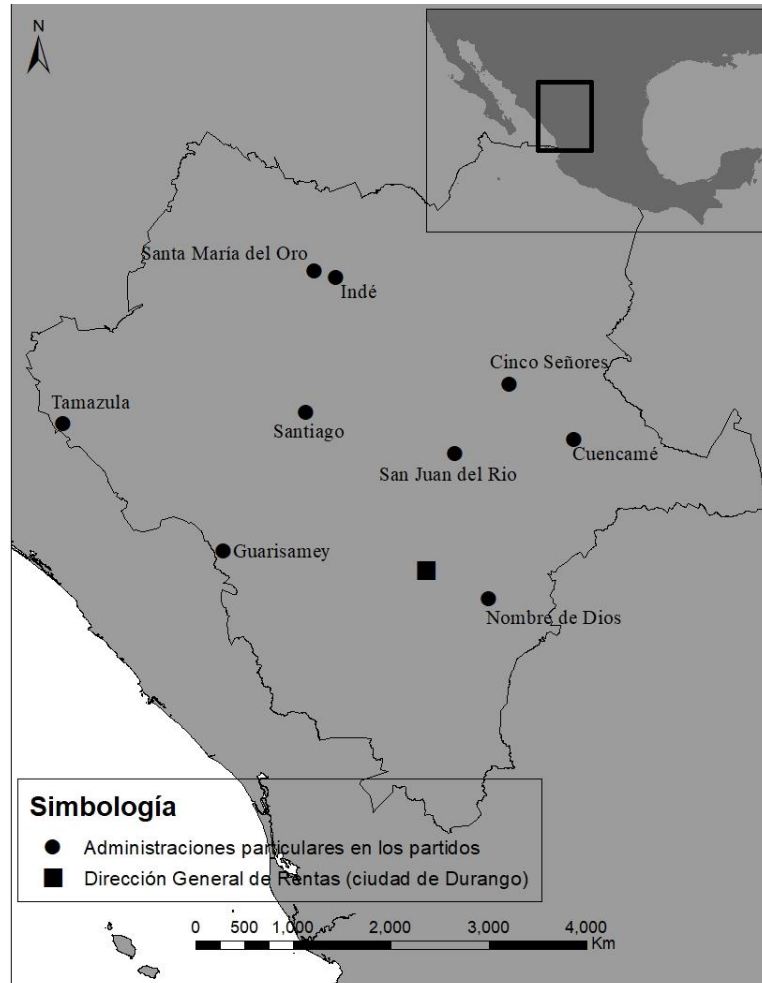 N
Santa María del Oro
Indé
Cinco Señores
Tamazula
Santiago
Cuencamé
San Juan del Rio
Guarisamey
Nombre de Dios
Simbología
Administraciones particulares en los partidos
Dirección General de Rentas (ciudad de Durango)
0 500 1,000 2,000 3,000 4,000
Km